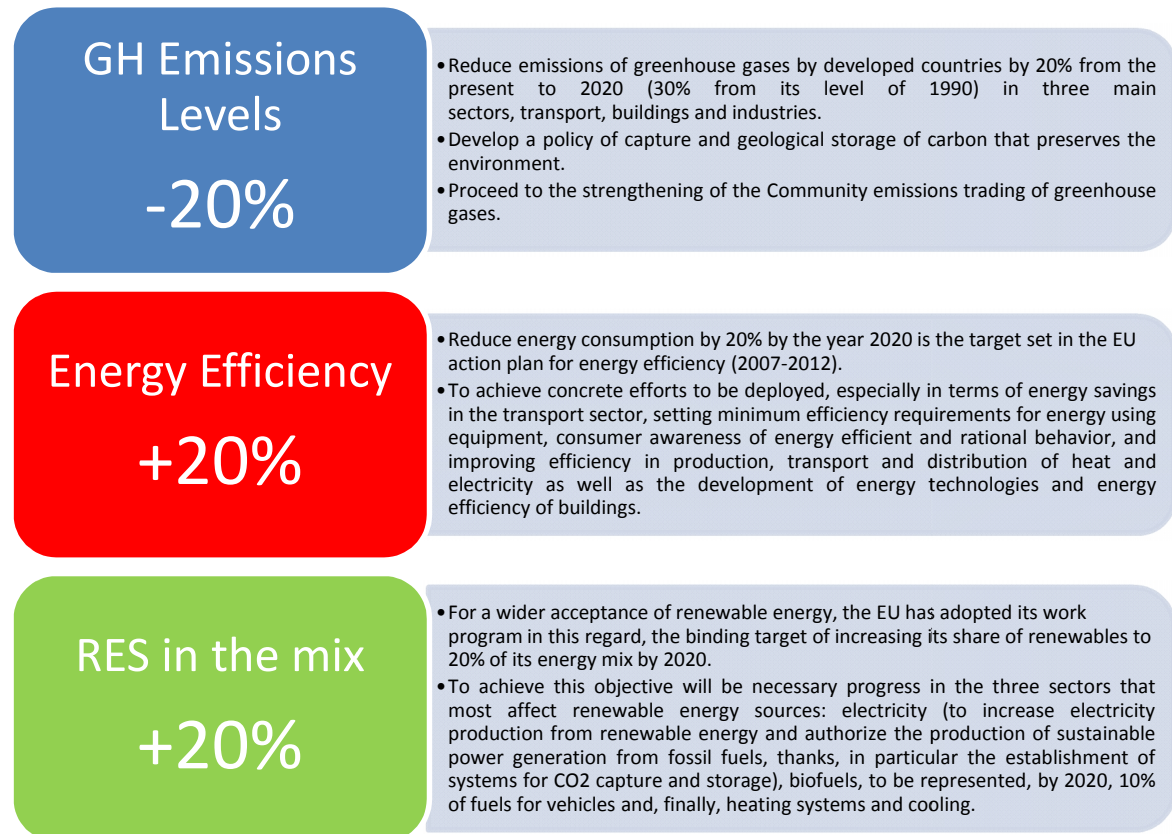 GH Emissions
Levels
-20%
•Reduce emissions of greenhouse gases by developed countries by 20% from the
present to 2020 (30% from its level of 1990) in three main
sectors, transport, buildings and industries.
•Develop a policy of capture and geological storage of carbon that preserves the
environment.
•Proceed to the strengthening of the Community emissions trading of greenhouse
gases.
Energy Efficiency
+20%
•Reduce energy consumption by 20% by the year 2020 is the target set in the EU
action plan for energy efficiency (2007-2012).
•To achieve concrete efforts to be deployed, especially in terms of energy savings
in the transport sector, setting minimum efficiency requirements for energy using
equipment, consumer awareness of energy efficient and rational behavior, and
improving efficiency in production, transport and distribution of heat and
electricity as well as the development of energy technologies and energy
efficiency of buildings.
RES in the mix
+20%
•For a wider acceptance of renewable energy, the EU has adopted its work
program in this regard, the binding target of increasing its share of renewables to
20% of its energy mix by 2020.
•To achieve this objective will be necessary progress in the three sectors that
most affect renewable energy sources: electricity (to increase electricity
production from renewable energy and authorize the production of sustainable
power generation from fossil fuels, thanks, in particular the establishment of
systems for CO2 capture and storage), biofuels, to be represented, by 2020, 10%
of fuels for vehicles and, finally, heating systems and cooling.